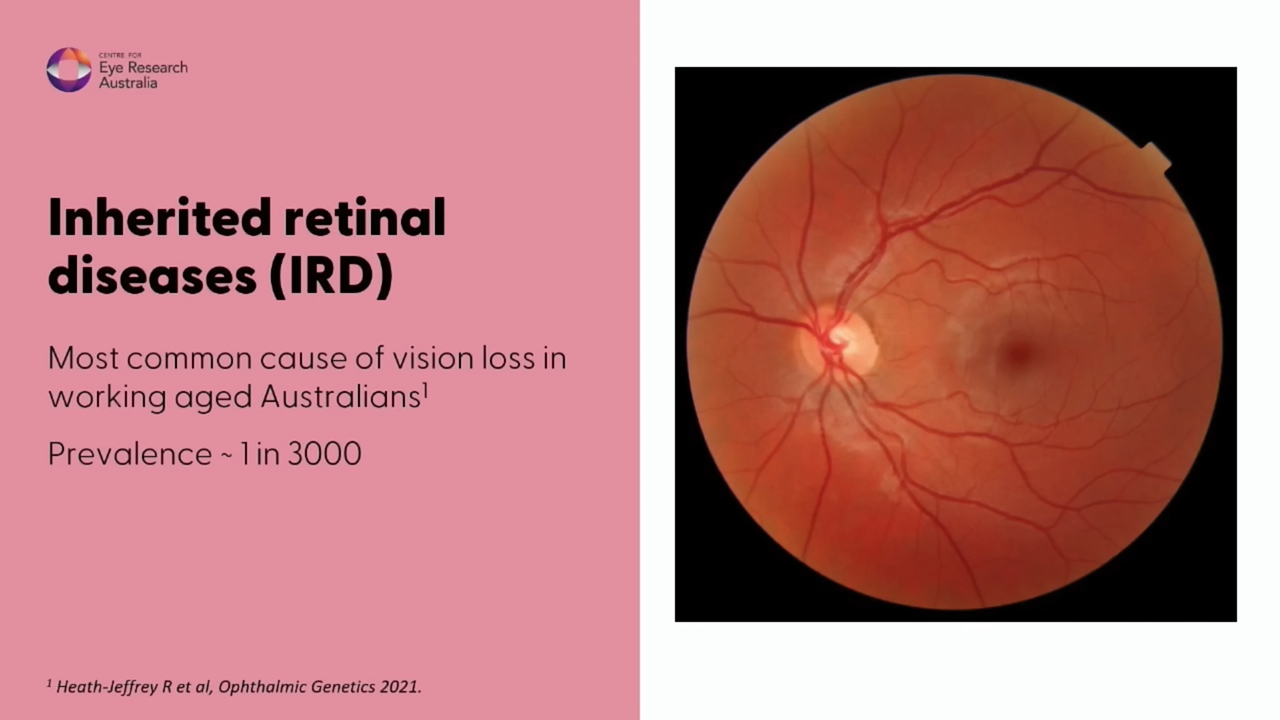 CENTRE FOR
Eye Research
Australia
Inherited retinal
diseases (IRD)
Most common cause of vision loss in
working aged Australians¹
Prevalence ~ 1 in 3000
¹ Heath-Jeffrey R et al, Ophthalmic Genetics 2021.